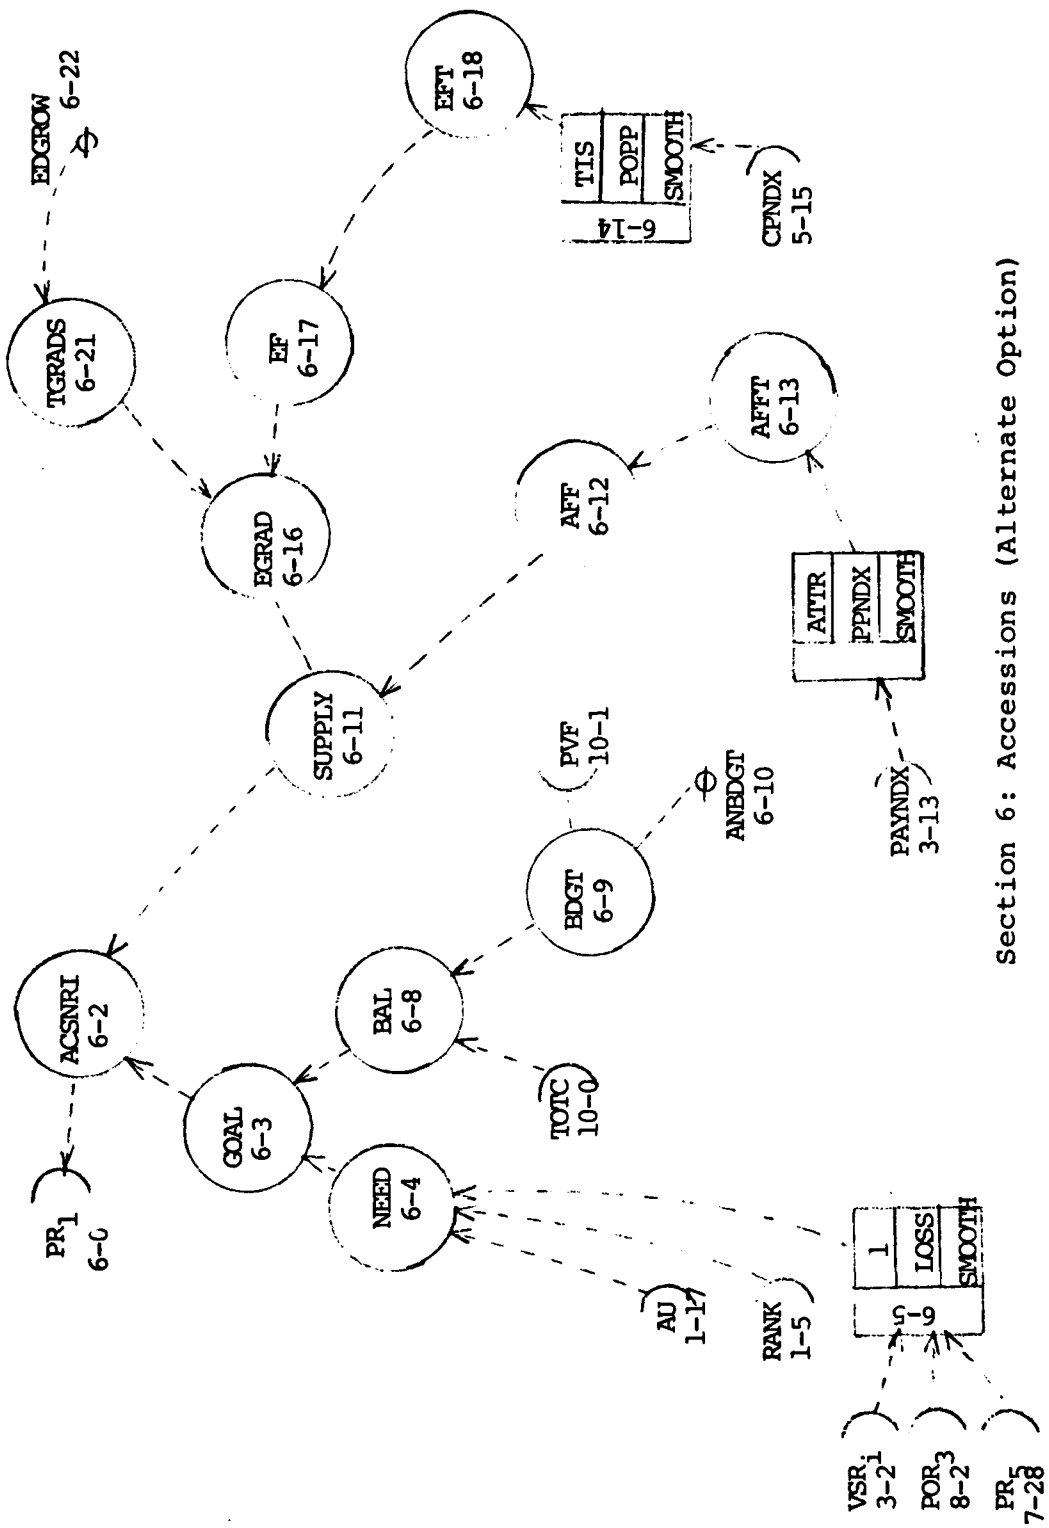 PR1
6-0
ACSNRI
6-2
TGRADS
6-21
EDGROW
6-22
GOAL
6-3
SUPPLY
6-11
EGRAD
6-16
EF
6-17
EFT
6-18
NEED
6-4
BAL
6-8
TOTC
10-0
BDGT
6-9
PVF
10-1
ANBDGT
6-10
AFF
6-12
AFFT
6-13
TIS
POPP
SMOOTH
6-14
CPNDX
5-15
AU
1-17
RANK
1-5
PAYNDX
3-13
ATTR
PPNDX
SMOOTH
1
LOSS
SMOOTH
6-5
VSRi
3-2
POR3
8-2
PR5
7-28
Section 6: Accessions (Alternate Option)